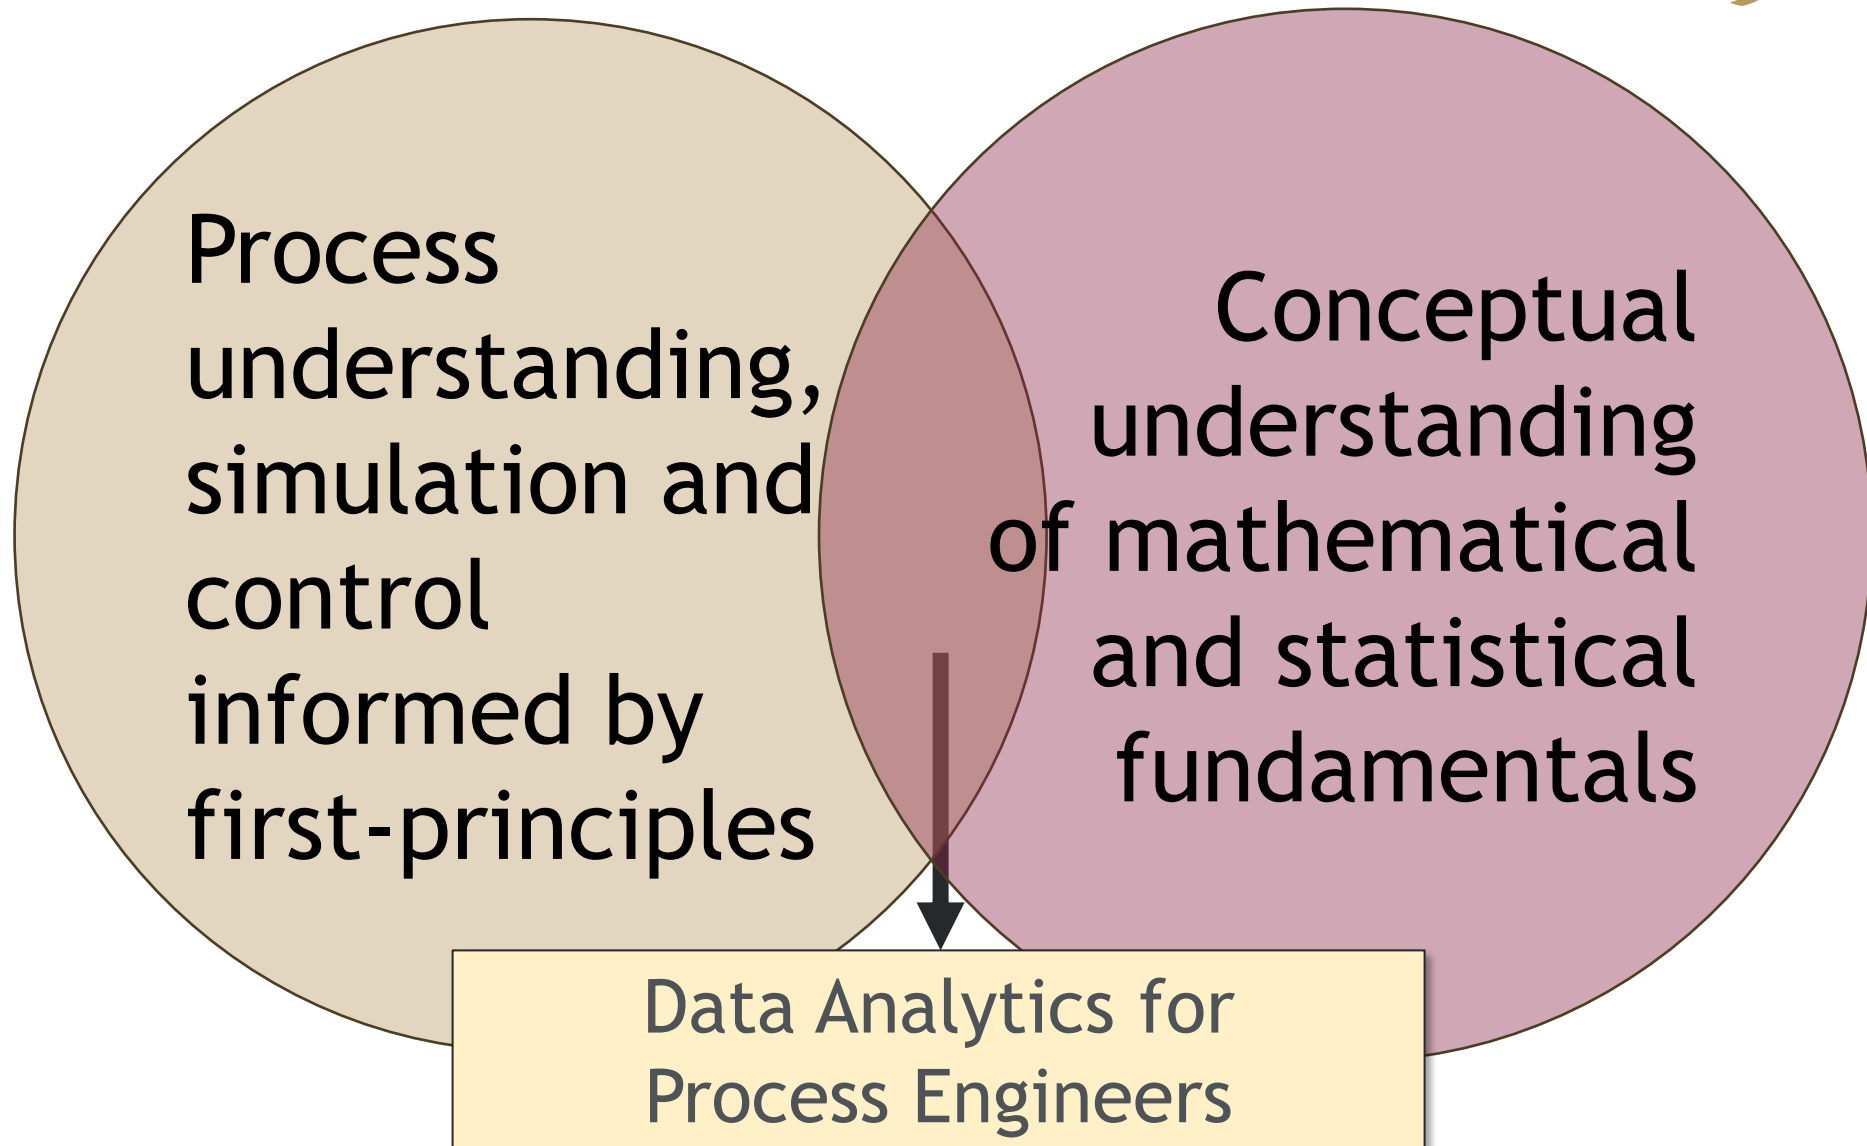 Process
understanding,
simulation and
control
informed by
first-principles
Conceptual
understanding
of mathematical
and statistical
fundamentals
Data Analytics for
Process Engineers